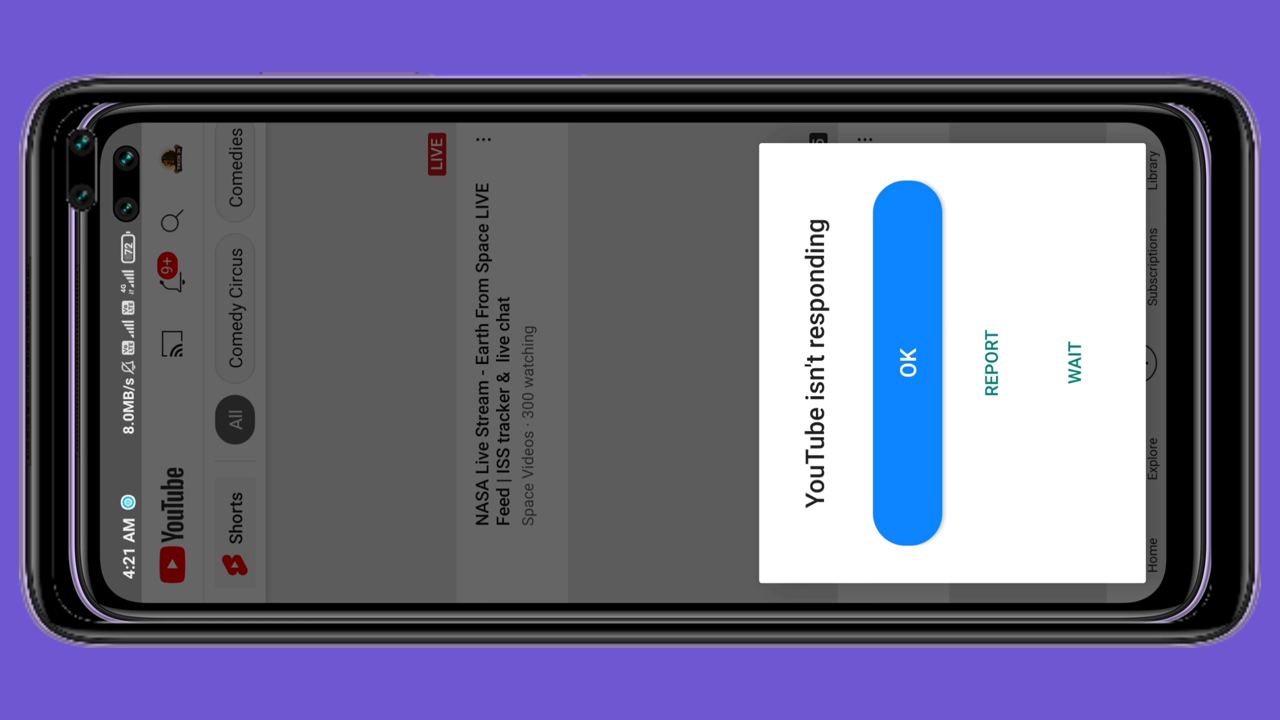 4:21 AM 8.0MB/s 4G 72
YouTube 9+
Shorts All Comedy Circus Comedies
LIVE
NASA Live Stream - Earth From Space LIVE
Feed | ISS tracker & live chat
Space Videos · 300 watching
YouTube isn't responding
OK
REPORT
WAIT
Home Explore Subscriptions Library